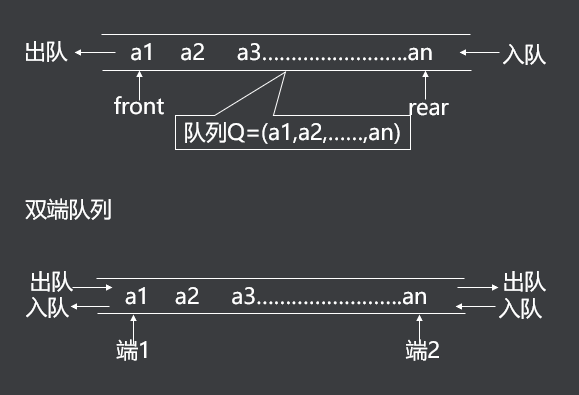 出队 a1 a2 a3..........................an 入队
front rear
队列Q=(a1,a2,......,an)
双端队列
出队 出队
入队 a1 a2 a3..........................an 入队
端1 端2